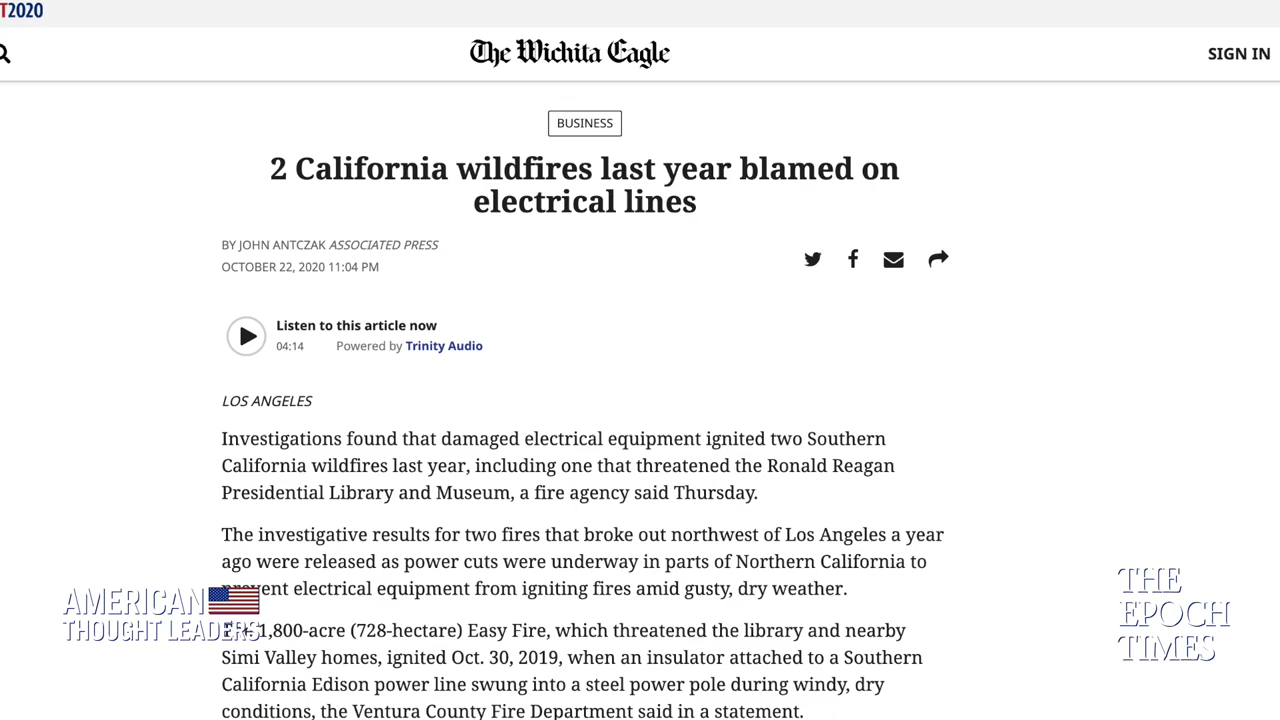 T2020
The Wichita Eagle
SIGN IN
BUSINESS
2 California wildfires last year blamed on
electrical lines
BY JOHN ANTCZAK ASSOCIATED PRESS
OCTOBER 22, 2020 11:04 PM
Listen to this article now
04:14 Powered by Trinity Audio
LOS ANGELES
Investigations found that damaged electrical equipment ignited two Southern
California wildfires last year, including one that threatened the Ronald Reagan
Presidential Library and Museum, a fire agency said Thursday.
The investigative results for two fires that broke out northwest of Los Angeles a year
ago were released as power cuts were underway in parts of Northern California to
prevent electrical equipment from igniting fires amid gusty, dry weather.
1,800-acre (728-hectare) Easy Fire, which threatened the library and nearby
Simi Valley homes, ignited Oct. 30, 2019, when an insulator attached to a Southern
California Edison power line swung into a steel power pole during windy, dry
conditions, the Ventura County Fire Department said in a statement.
AMERICAN
THOUGHT LEADERS
THE
EPOCH
TIMES